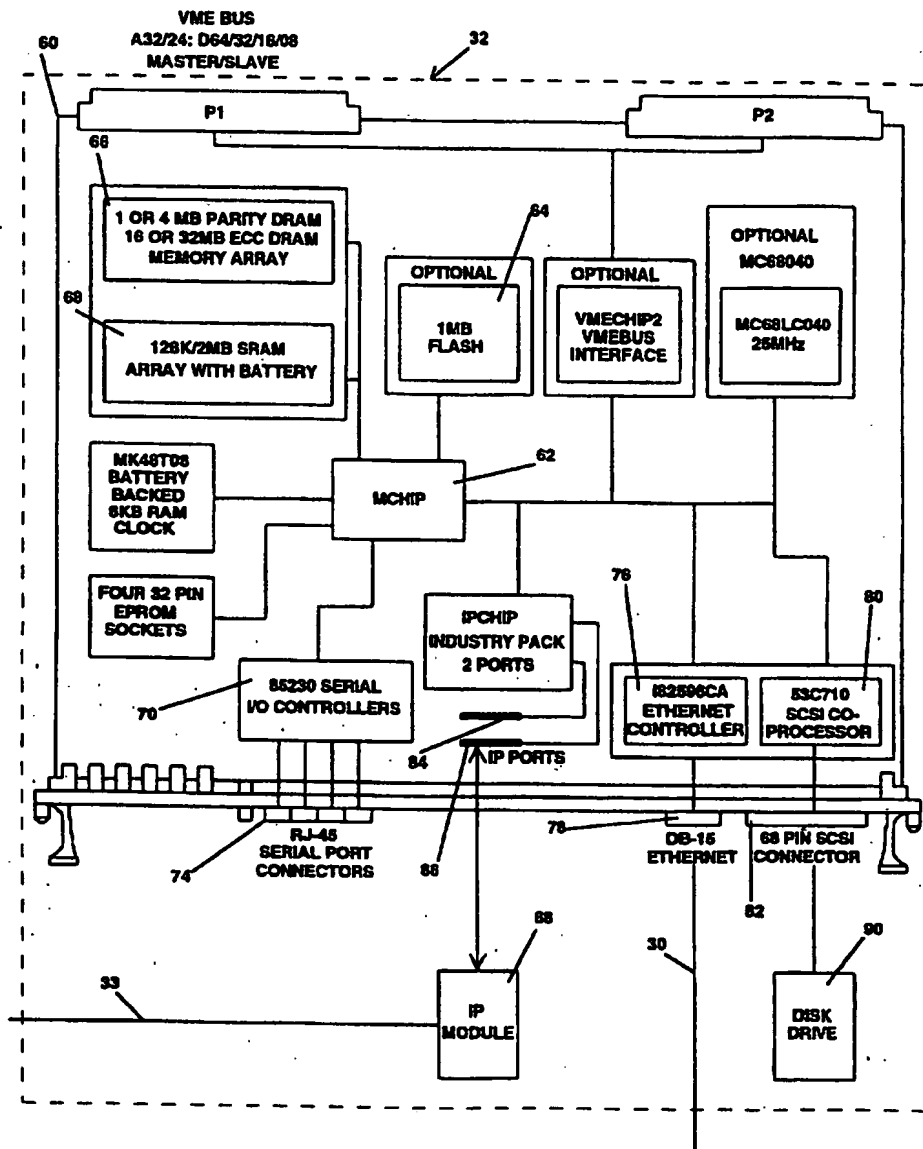 VME BUS
A32/24: D64/32/16/08
MASTER/SLAVE
60
32
P1
P2
66
1 OR 4 MB PARITY DRAM
16 OR 32MB ECC DRAM
MEMORY ARRAY
68
128K/2MB SRAM
ARRAY WITH BATTERY
64
OPTIONAL
1MB
FLASH
OPTIONAL
VMECHIP2
VMEBUS
INTERFACE
OPTIONAL
MC68040
MC68LC040
25MHz
MK48T08
BATTERY
BACKED
8KB RAM
CLOCK
62
MCHIP
FOUR 32 PIN
EPROM
SOCKETS
70
85230 SERIAL
I/O CONTROLLERS
IPCHIP
INDUSTRY PACK
2 PORTS
84
IP PORTS
76
I82596CA
ETHERNET
CONTROLLER
80
53C710
SCSI CO-
PROCESSOR
74
RJ-45
SERIAL PORT
CONNECTORS
86
78
DB-15
ETHERNET
68 PIN SCSI
CONNECTOR
82
33
88
IP
MODULE
30
90
DISK
DRIVE